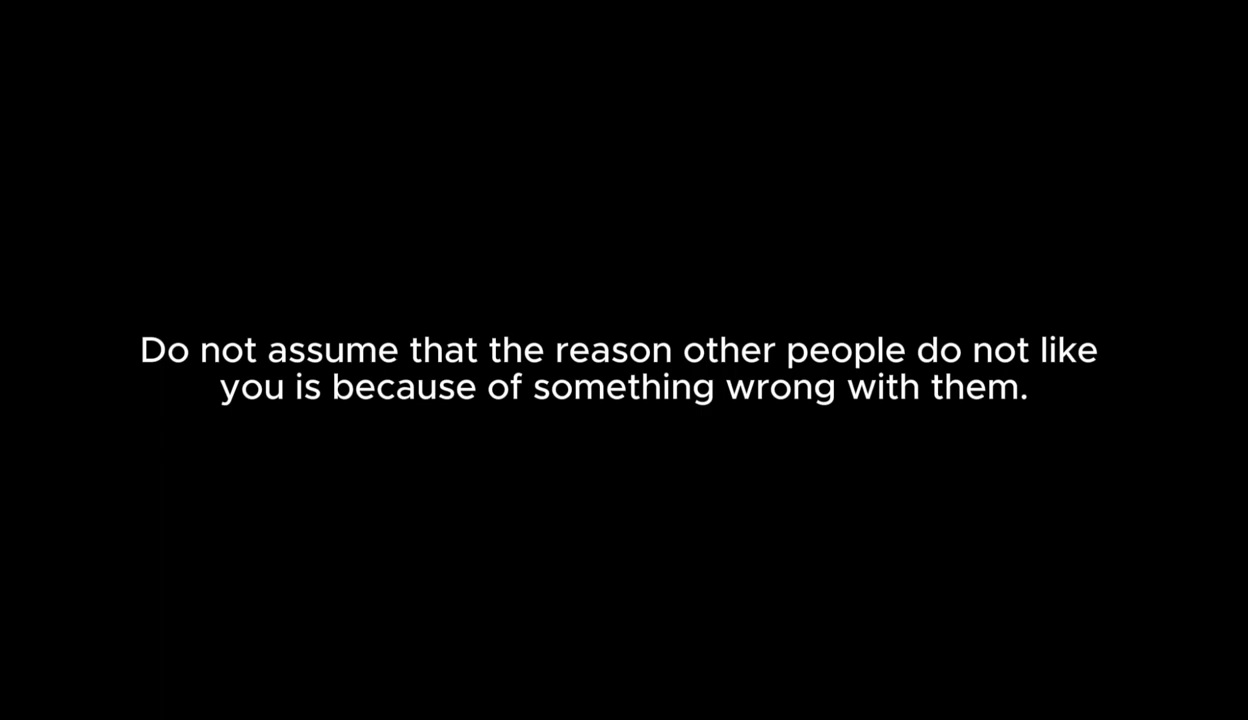 Do not assume that the reason other people do not like
you is because of something wrong with them.